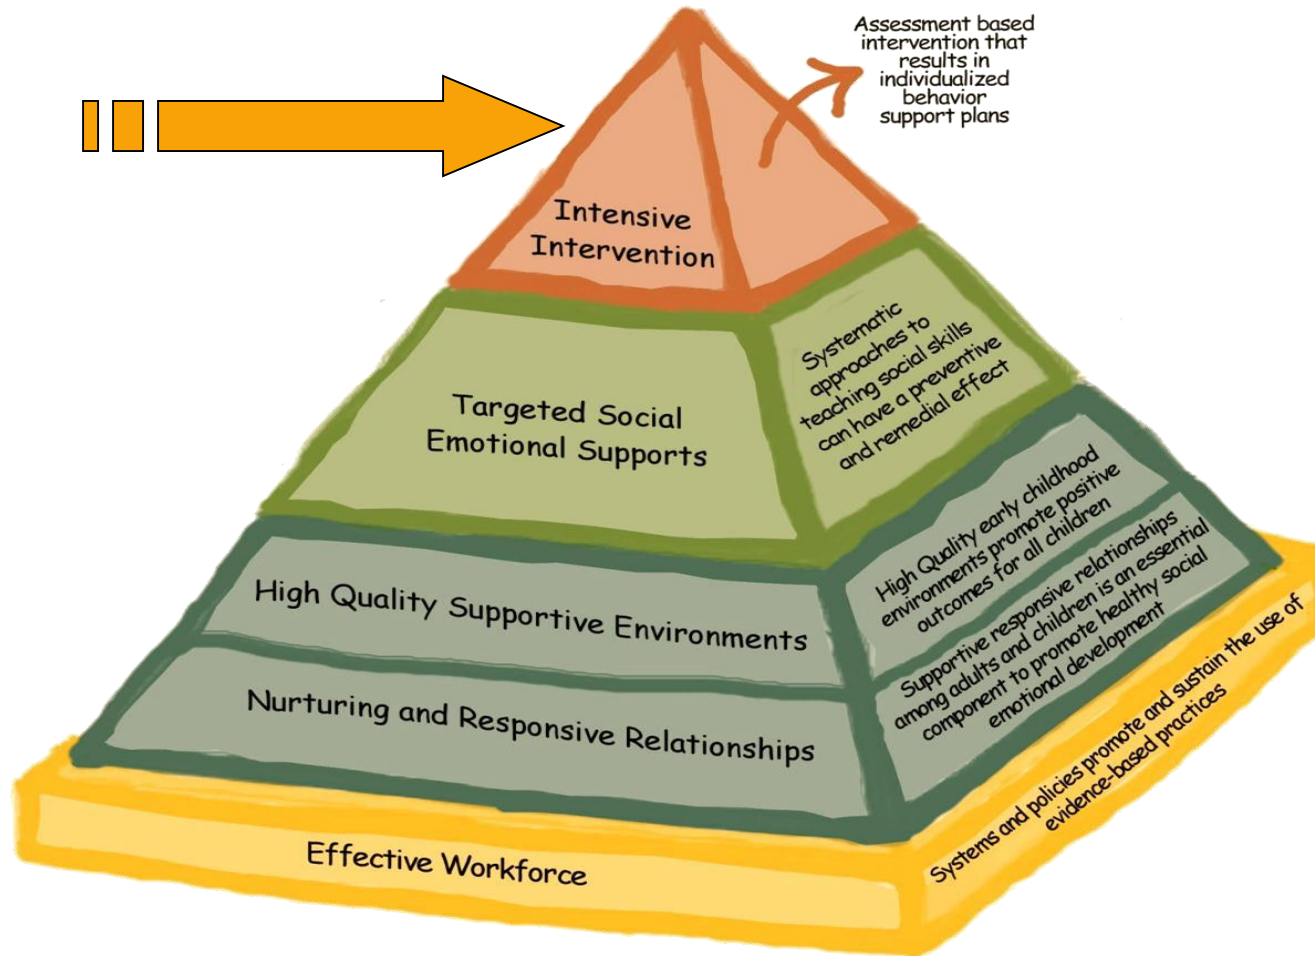 Assessment based
intervention that
results in
individualized
behavior
support plans
Intensive
Intervention
Systematic
approaches to
teaching social skills
can have a preventive
and remedial effect
Targeted Social
Emotional Supports
High Quality early childhood
environments promote positive
outcomes for all children
High Quality Supportive Environments
Supportive responsive relationships
among adults and children is an essential
component to promote healthy social
emotional development
Nurturing and Responsive Relationships
Systems and policies promote and sustain the use of
evidence-based practices
Effective Workforce